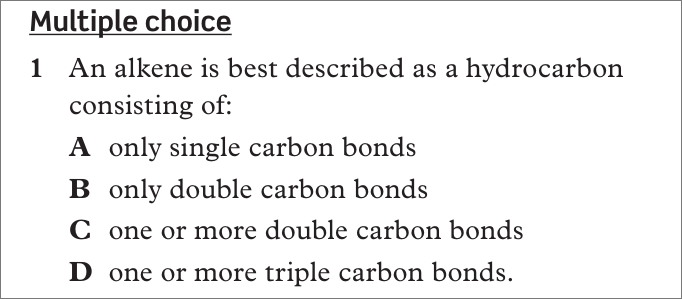 Multiple choice
1 An alkene is best described as a hydrocarbon
consisting of:
A only single carbon bonds
B only double carbon bonds
C one or more double carbon bonds
D one or more triple carbon bonds.